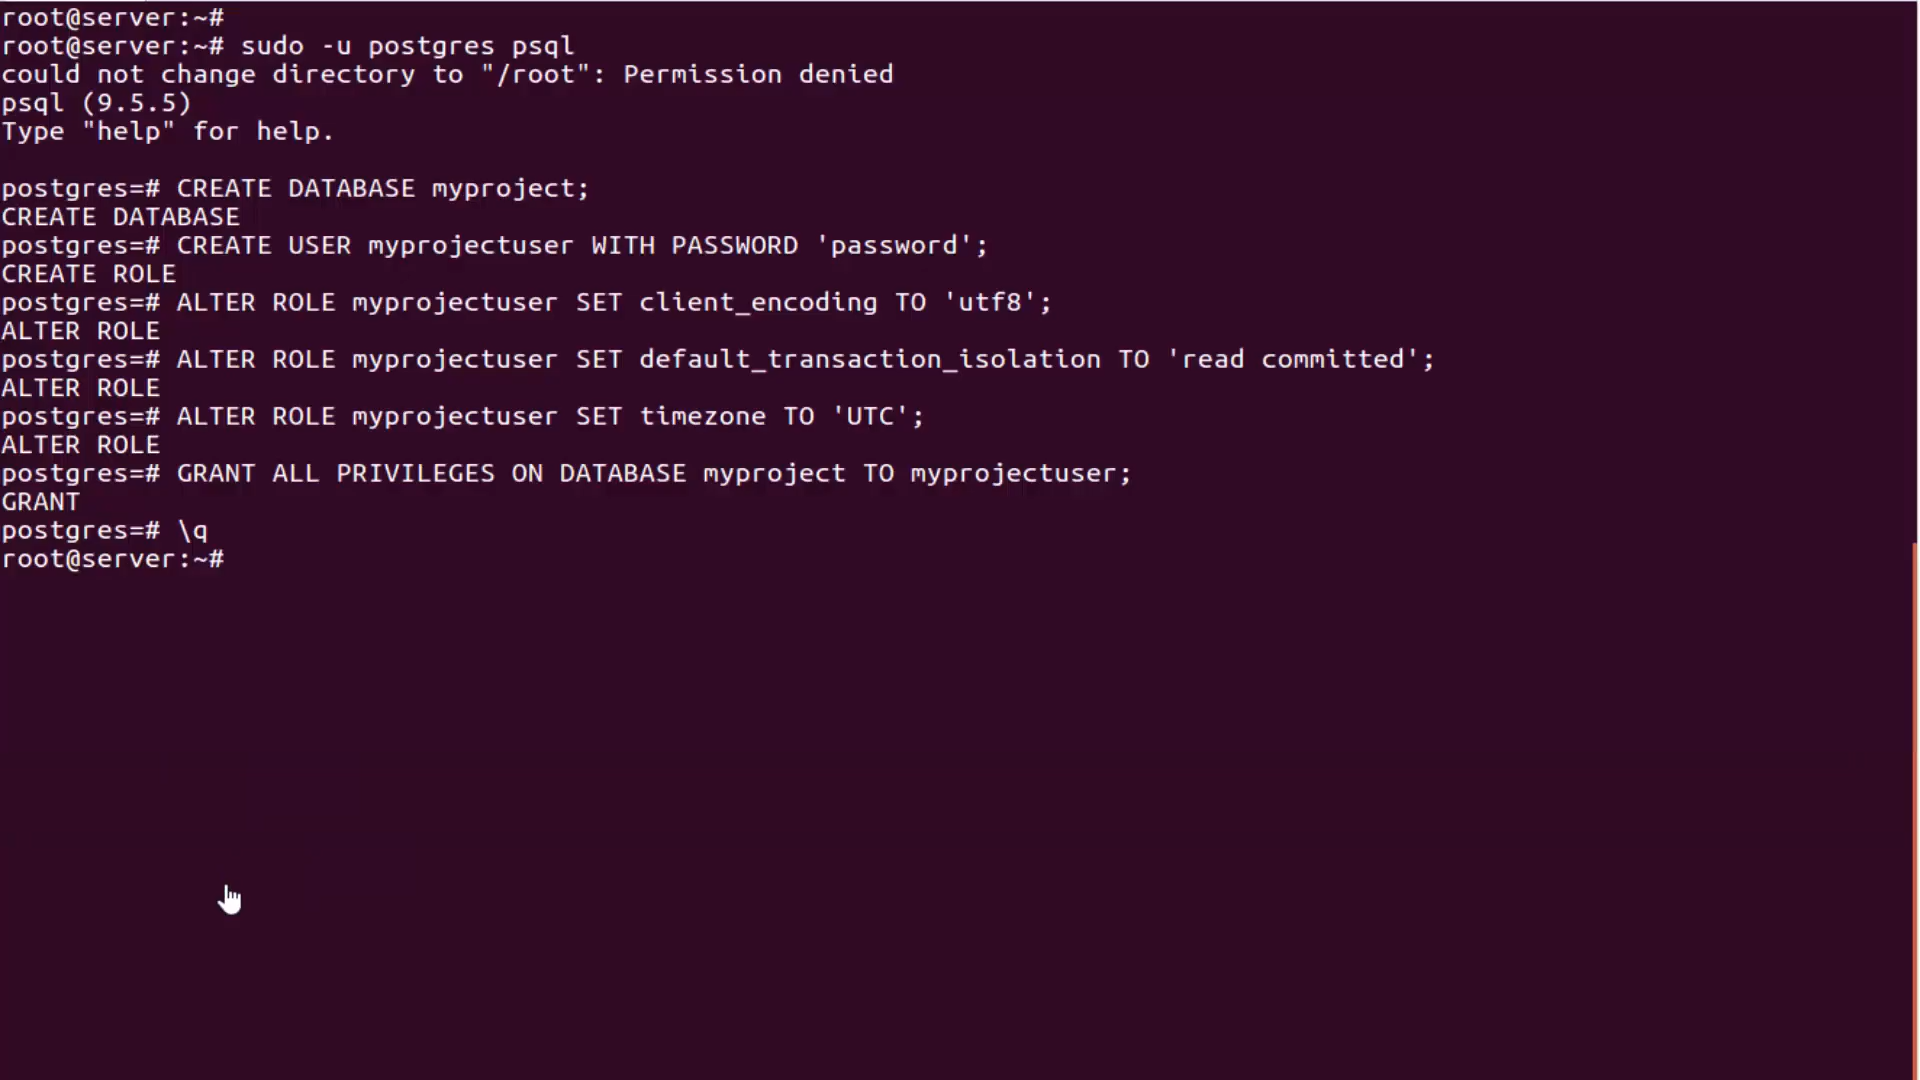 root@server:~#
root@server:~# sudo -u postgres psql
could not change directory to "/root": Permission denied
psql (9.5.5)
Type "help" for help.
postgres=# CREATE DATABASE myproject;
CREATE DATABASE
postgres=# CREATE USER myprojectuser WITH PASSWORD 'password';
CREATE ROLE
postgres=# ALTER ROLE myprojectuser SET client_encoding TO 'utf8';
ALTER ROLE
postgres=# ALTER ROLE myprojectuser SET default_transaction_isolation TO 'read committed';
ALTER ROLE
postgres=# ALTER ROLE myprojectuser SET timezone TO 'UTC';
ALTER ROLE
postgres=# GRANT ALL PRIVILEGES ON DATABASE myproject TO myprojectuser;
GRANT
postgres=# \q
root@server:~#